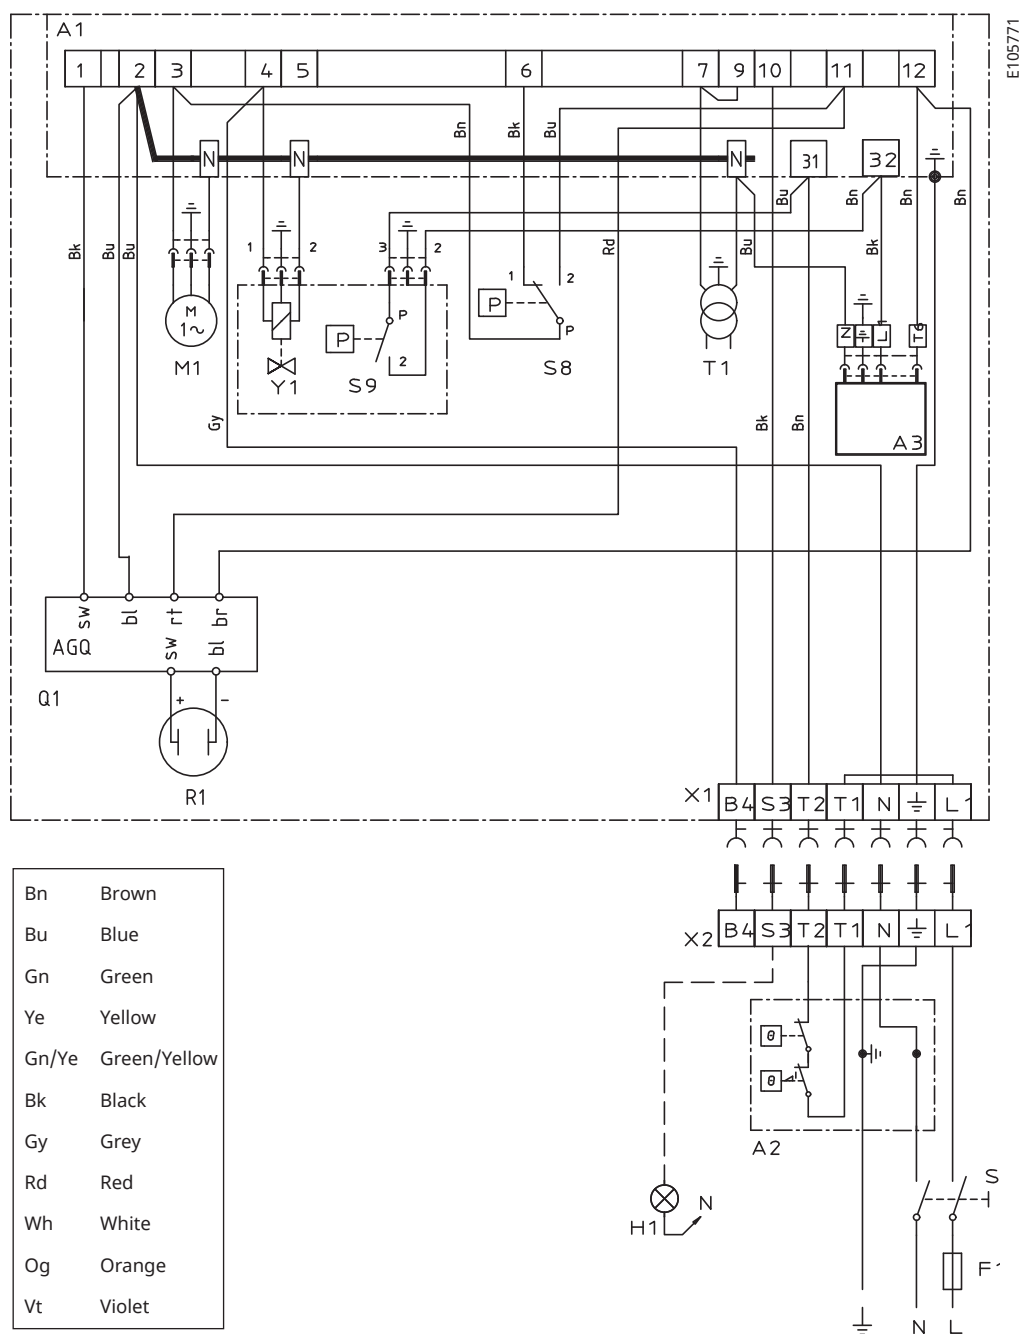 E105771
A1
1 2 3 4 5 6 7 9 10 11 12
Bn Bk Bu
N N N 31 32
Bk Bu Bu Rd Bu Bu Bn Bk Bn Bn
1 2 3 2 1 2
P P P
M
1~
M1 Y1 S9 2 S8 P T1
N L1 T6
A3
Gy Bk Bn
sw bl rt br
AGQ sw bl
Q1
+ -
R1
X1 B4 S3 T2 T1 N L1
X2 B4 S3 T2 T1 N L1
θ
θ
A2
S
H1 N
F1
N L
Bn Brown
Bu Blue
Gn Green
Ye Yellow
Gn/Ye Green/Yellow
Bk Black
Gy Grey
Rd Red
Wh White
Og Orange
Vt Violet